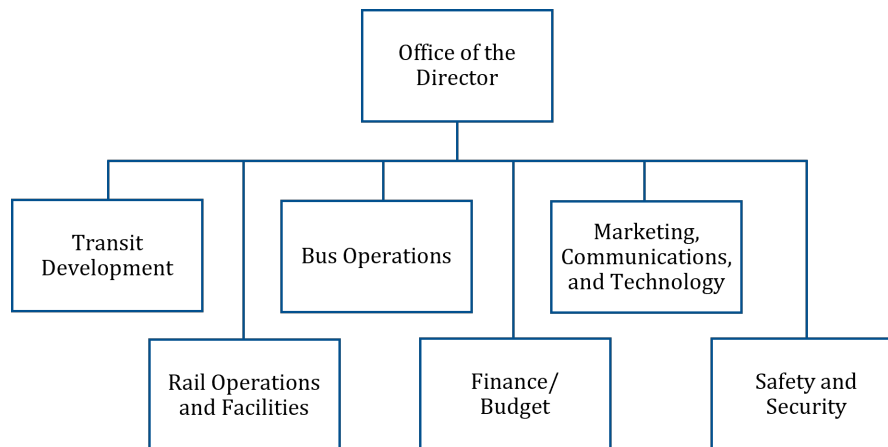 Office of the
Director
Transit
Development
Bus Operations
Marketing,
Communications,
and Technology
Rail Operations
and Facilities
Finance/
Budget
Safety and
Security